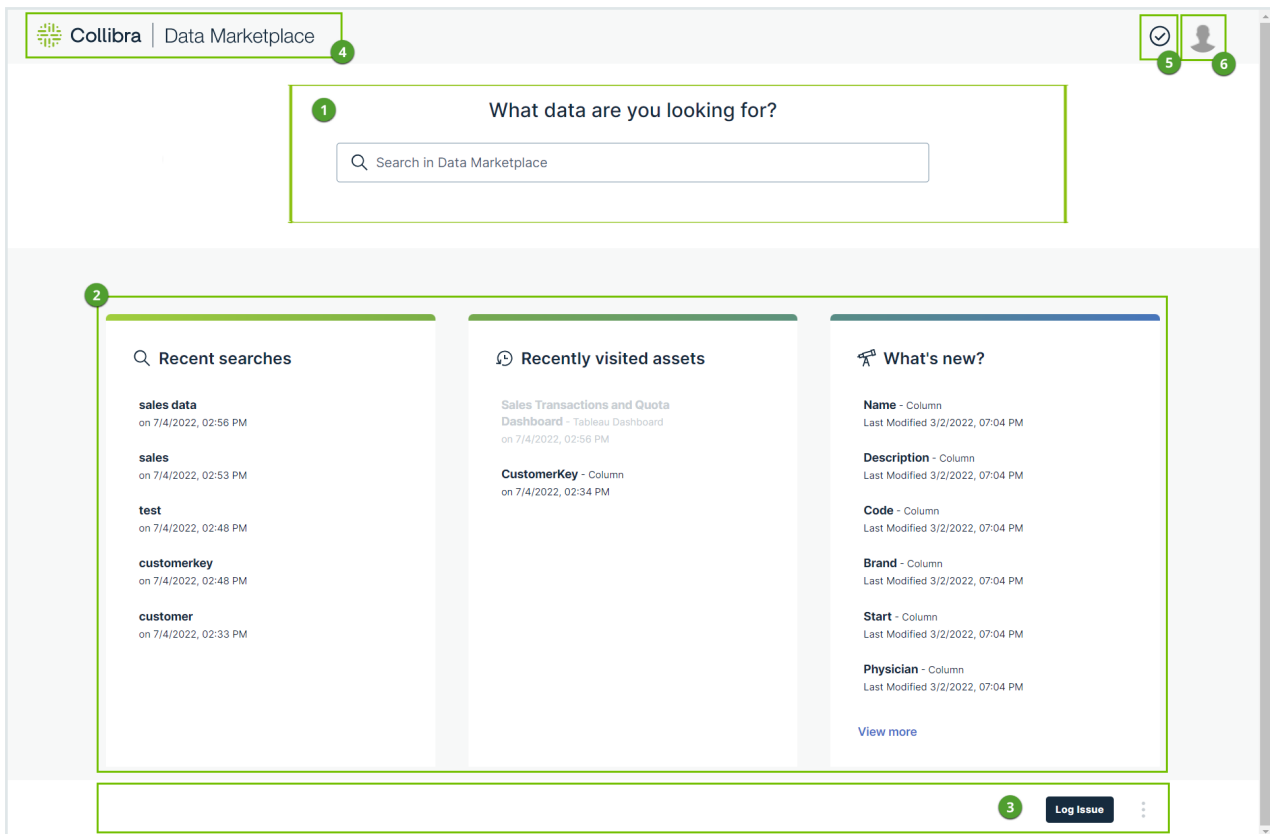 Collibra | Data Marketplace
4
5
6
1
What data are you looking for?
Search in Data Marketplace
2
Recent searches
sales data
on 7/4/2022, 02:56 PM
sales
on 7/4/2022, 02:53 PM
test
on 7/4/2022, 02:48 PM
customerkey
on 7/4/2022, 02:48 PM
customer
on 7/4/2022, 02:33 PM
Recently visited assets
Sales Transactions and Quota
Dashboard - Tableau Dashboard
on 7/4/2022, 02:56 PM
CustomerKey - Column
on 7/4/2022, 02:34 PM
What's new?
Name - Column
Last Modified 3/2/2022, 07:04 PM
Description - Column
Last Modified 3/2/2022, 07:04 PM
Code - Column
Last Modified 3/2/2022, 07:04 PM
Brand - Column
Last Modified 3/2/2022, 07:04 PM
Start - Column
Last Modified 3/2/2022, 07:04 PM
Physician - Column
Last Modified 3/2/2022, 07:04 PM
View more
3
Log Issue